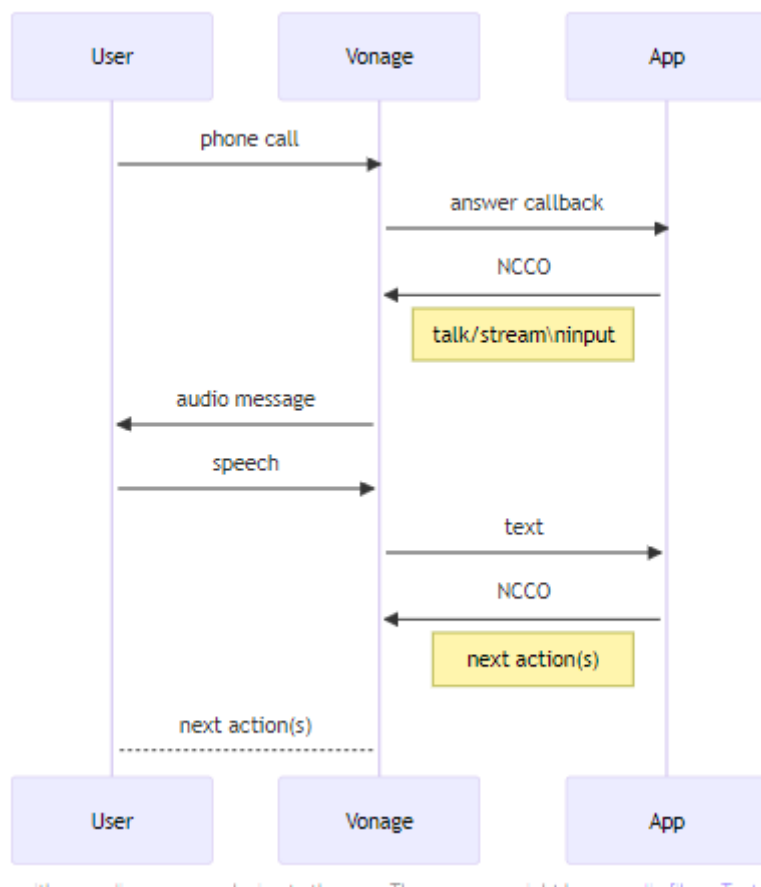 User Vonage App
phone call
answer callback
NCCO
talk/stream\ninput
audio message
speech
text
NCCO
next action(s)
next action(s)
User Vonage App